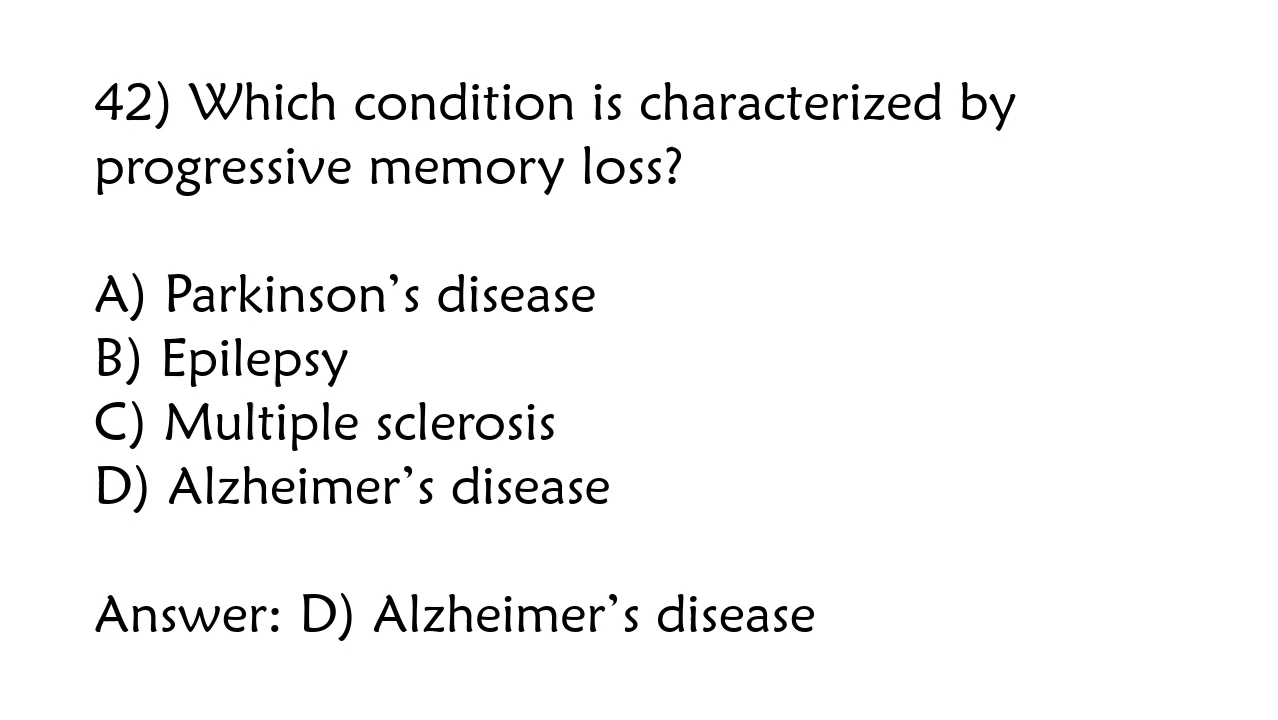 42) Which condition is characterized by
progressive memory loss?
A) Parkinson’s disease
B) Epilepsy
C) Multiple sclerosis
D) Alzheimer’s disease
Answer: D) Alzheimer’s disease